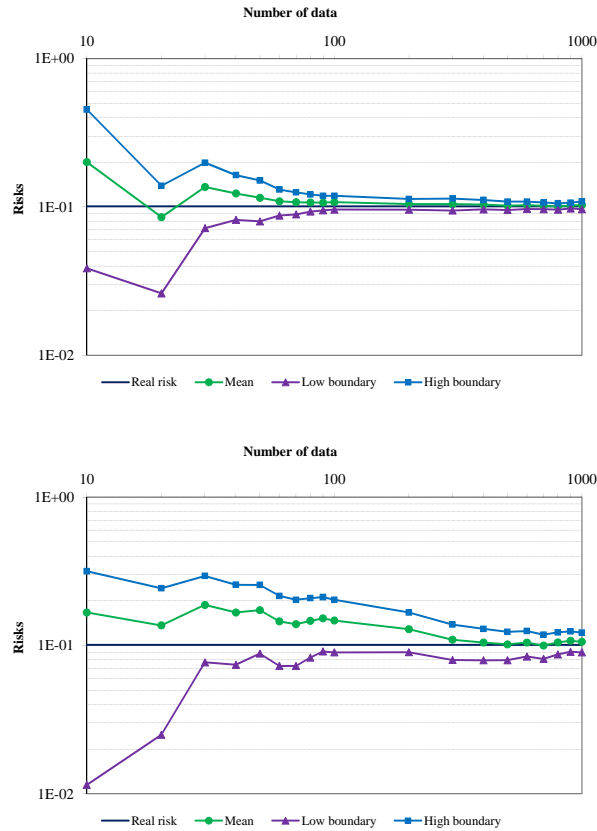 Number of data
10 100 1000
1E+00
1E-01
1E-02
Risks
Real risk Mean Low boundary High boundary
Number of data
10 100 1000
1E+00
1E-01
1E-02
Risks
Real risk Mean Low boundary High boundary